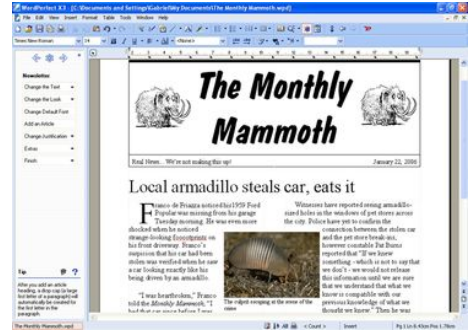 WordPerfect X3 - [C:\Documents and Settings\Gabriel\My Documents\The Monthly Mammoth.wpd]
File Edit View Insert Format Table Tools Window Help
Times New Roman
<None>
Newsletter
Change the Text
Change the Look
Change Default Font
Add an Article
Change Justification
Extras
Finish
Tip
After you add an article
heading, a drop cap (a large
first letter of a paragraph) will
automatically be created for
the first letter in the
paragraph.
The Monthly
Mammoth
Real News... We're not making this up!
January 22, 2006
Local armadillo steals car, eats it
Franco de Friazza noticed his 1959 Ford
Popular was missing from his garage
Tuesday morning. He was even more
shocked when he noticed
strange-looking footprints on
his front driveway. Franco's
suspicion that his car had been
stolen was verified when he saw
a car looking exactly like his
being driven by an armadillo.
"I was heartbroken," Franco
told the Monthly Mammoth, "I
The culprit escaping at the scene of the
crime
Witnesses have reported seeing armadillo-
sized holes in the windows of pet stores across
the city. Police have yet to confirm the
connection between the stolen car
and the pet store break-ins,
however constable Pat Burns
reported that "If we knew
something - which is not to say that
we don't - we would not release
this information until we are sure
that we understand that what we
know is compatible with our
previous knowledge of what we
thought we knew." Then he was
The Monthly Mammoth.wpd
Insert